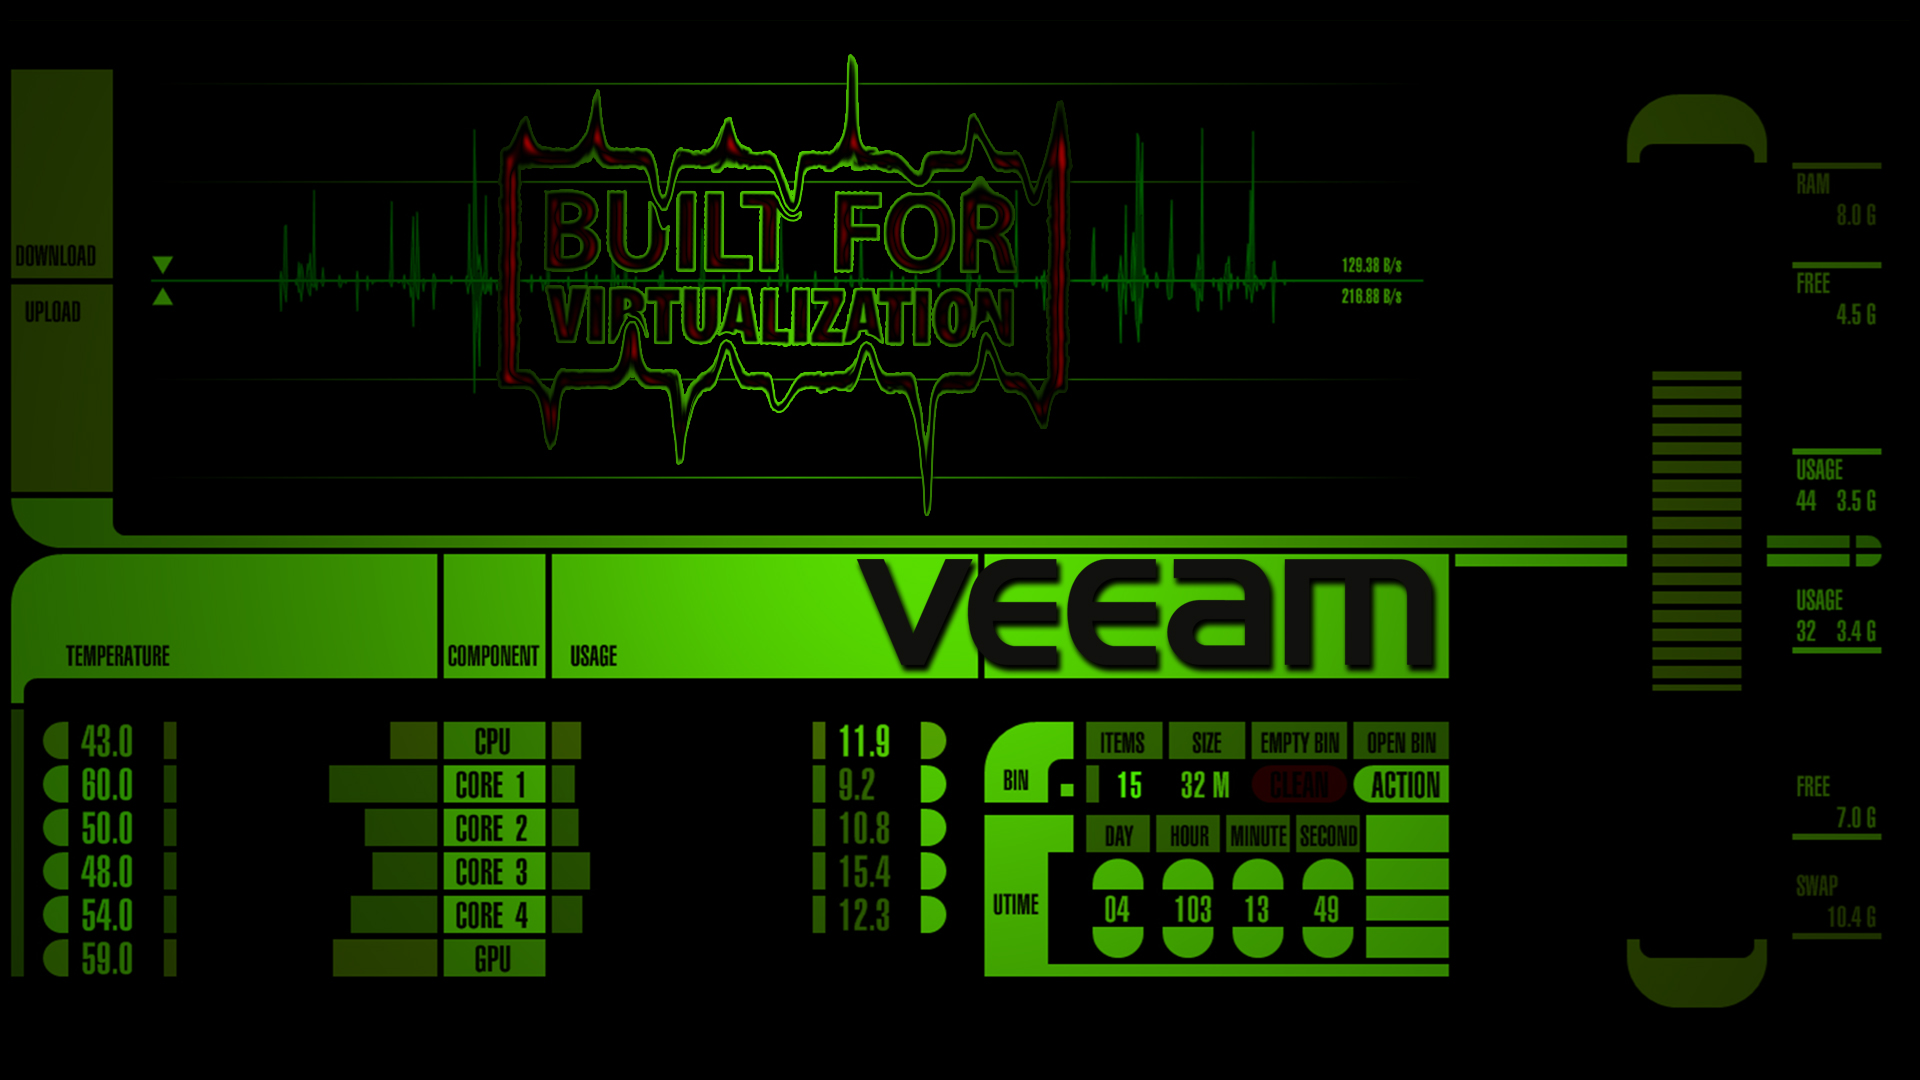 BUILT FOR
VIRTUALIZATION
DOWNLOAD
UPLOAD
129.38 B/s
216.88 B/s
RAM
8.0 G
FREE
4.5 G
USAGE
44 3.5 G
USAGE
32 3.4 G
FREE
7.0 G
SWAP
10.4 G
veeam
TEMPERATURE COMPONENT USAGE
43.0 CPU 11.9
60.0 CORE 1 9.2
50.0 CORE 2 10.8
48.0 CORE 3 15.4
54.0 CORE 4 12.3
59.0 GPU
BIN
ITEMS SIZE EMPTY BIN OPEN BIN
15 32 M CLEAN ACTION
UTIME
DAY HOUR MINUTE SECOND
04 103 13 49